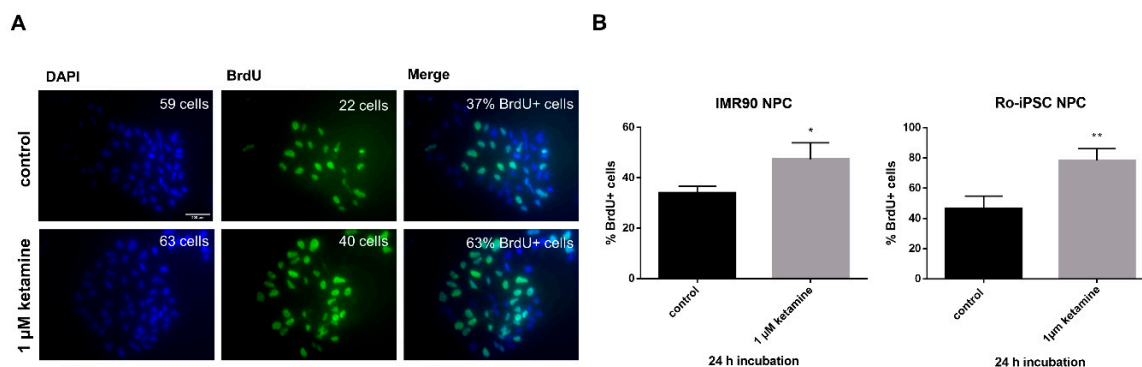 A
B
DAPI
BrdU
Merge
control
59 cells
22 cells
37% BrdU+ cells
1 µM ketamine
63 cells
40 cells
63% BrdU+ cells
IMR90 NPC
% BrdU+ cells
60
40
20
0
*
control
1 µM ketamine
24 h incubation
Ro-iPSC NPC
% BrdU+ cells
100
80
60
40
20
0
**
control
1µm ketamine
24 h incubation